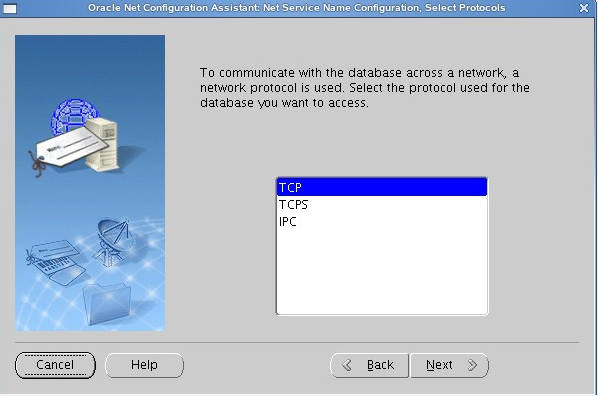 Oracle Net Configuration Assistant: Net Service Name Configuration, Select Protocols
To communicate with the database across a network, a
network protocol is used. Select the protocol used for the
database you want to access.
TCP
TCPS
IPC
Cancel
Help
Back
Next